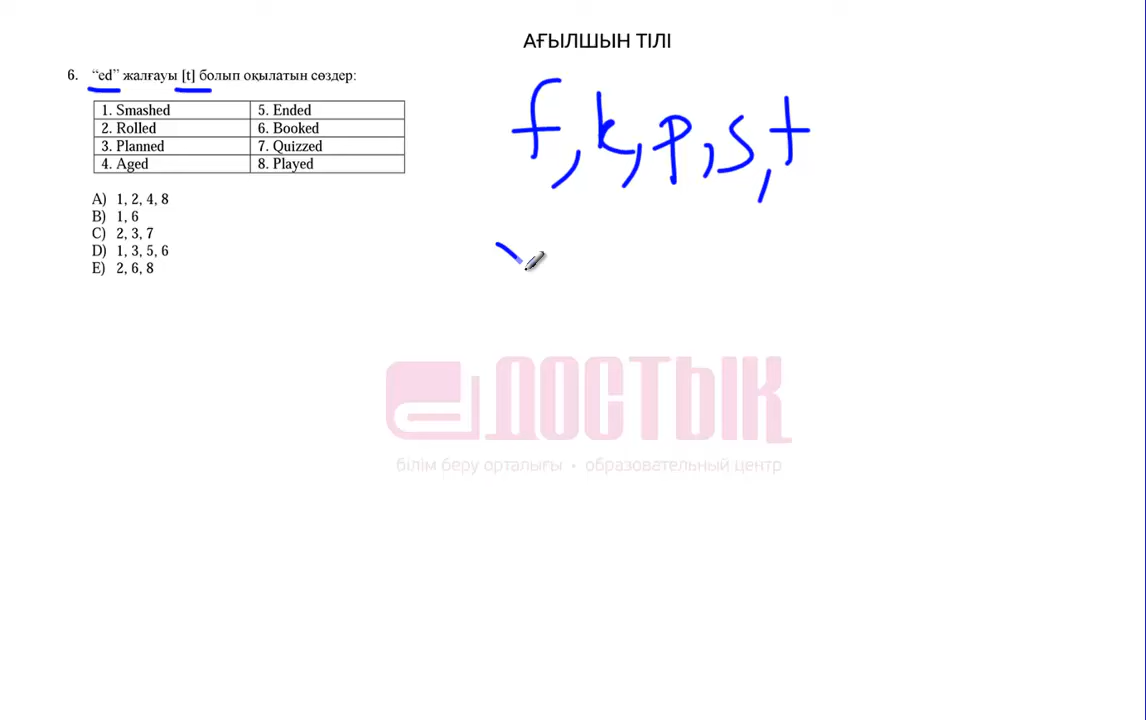 АҒЫЛШЫН ТІЛІ
6. “ed” жалғауы [t] болып оқылатын сөздер:
1. Smashed 5. Ended
2. Rolled 6. Booked
3. Planned 7. Quizzed
4. Aged 8. Played
A) 1, 2, 4, 8
B) 1, 6
C) 2, 3, 7
D) 1, 3, 5, 6
E) 2, 6, 8
f, k, p, s, t
ДОСТЫҚ
білім беру орталығы • образовательный центр